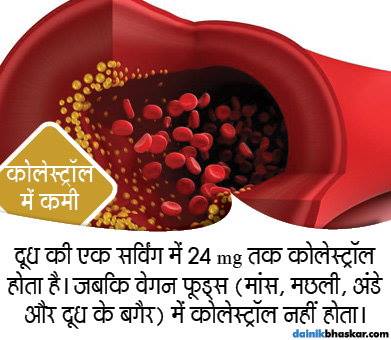 कोलेस्ट्रॉल
में कमी
दूध की एक सर्विंग में 24 mg तक कोलेस्ट्रॉल
होता है। जबकि वेगन फूड्स (मांस, मछली, अंडे
और दूध के बगैर) में कोलेस्ट्रॉल नहीं होता।
dainikbhaskar.com